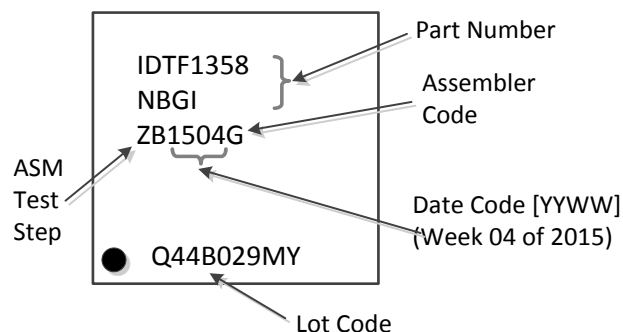 Part Number
IDTF1358
NBGI
Assembler
Code
ZB1504G
ASM
Test
Step
Date Code [YYWW]
(Week 04 of 2015)
Q44B029MY
Lot Code